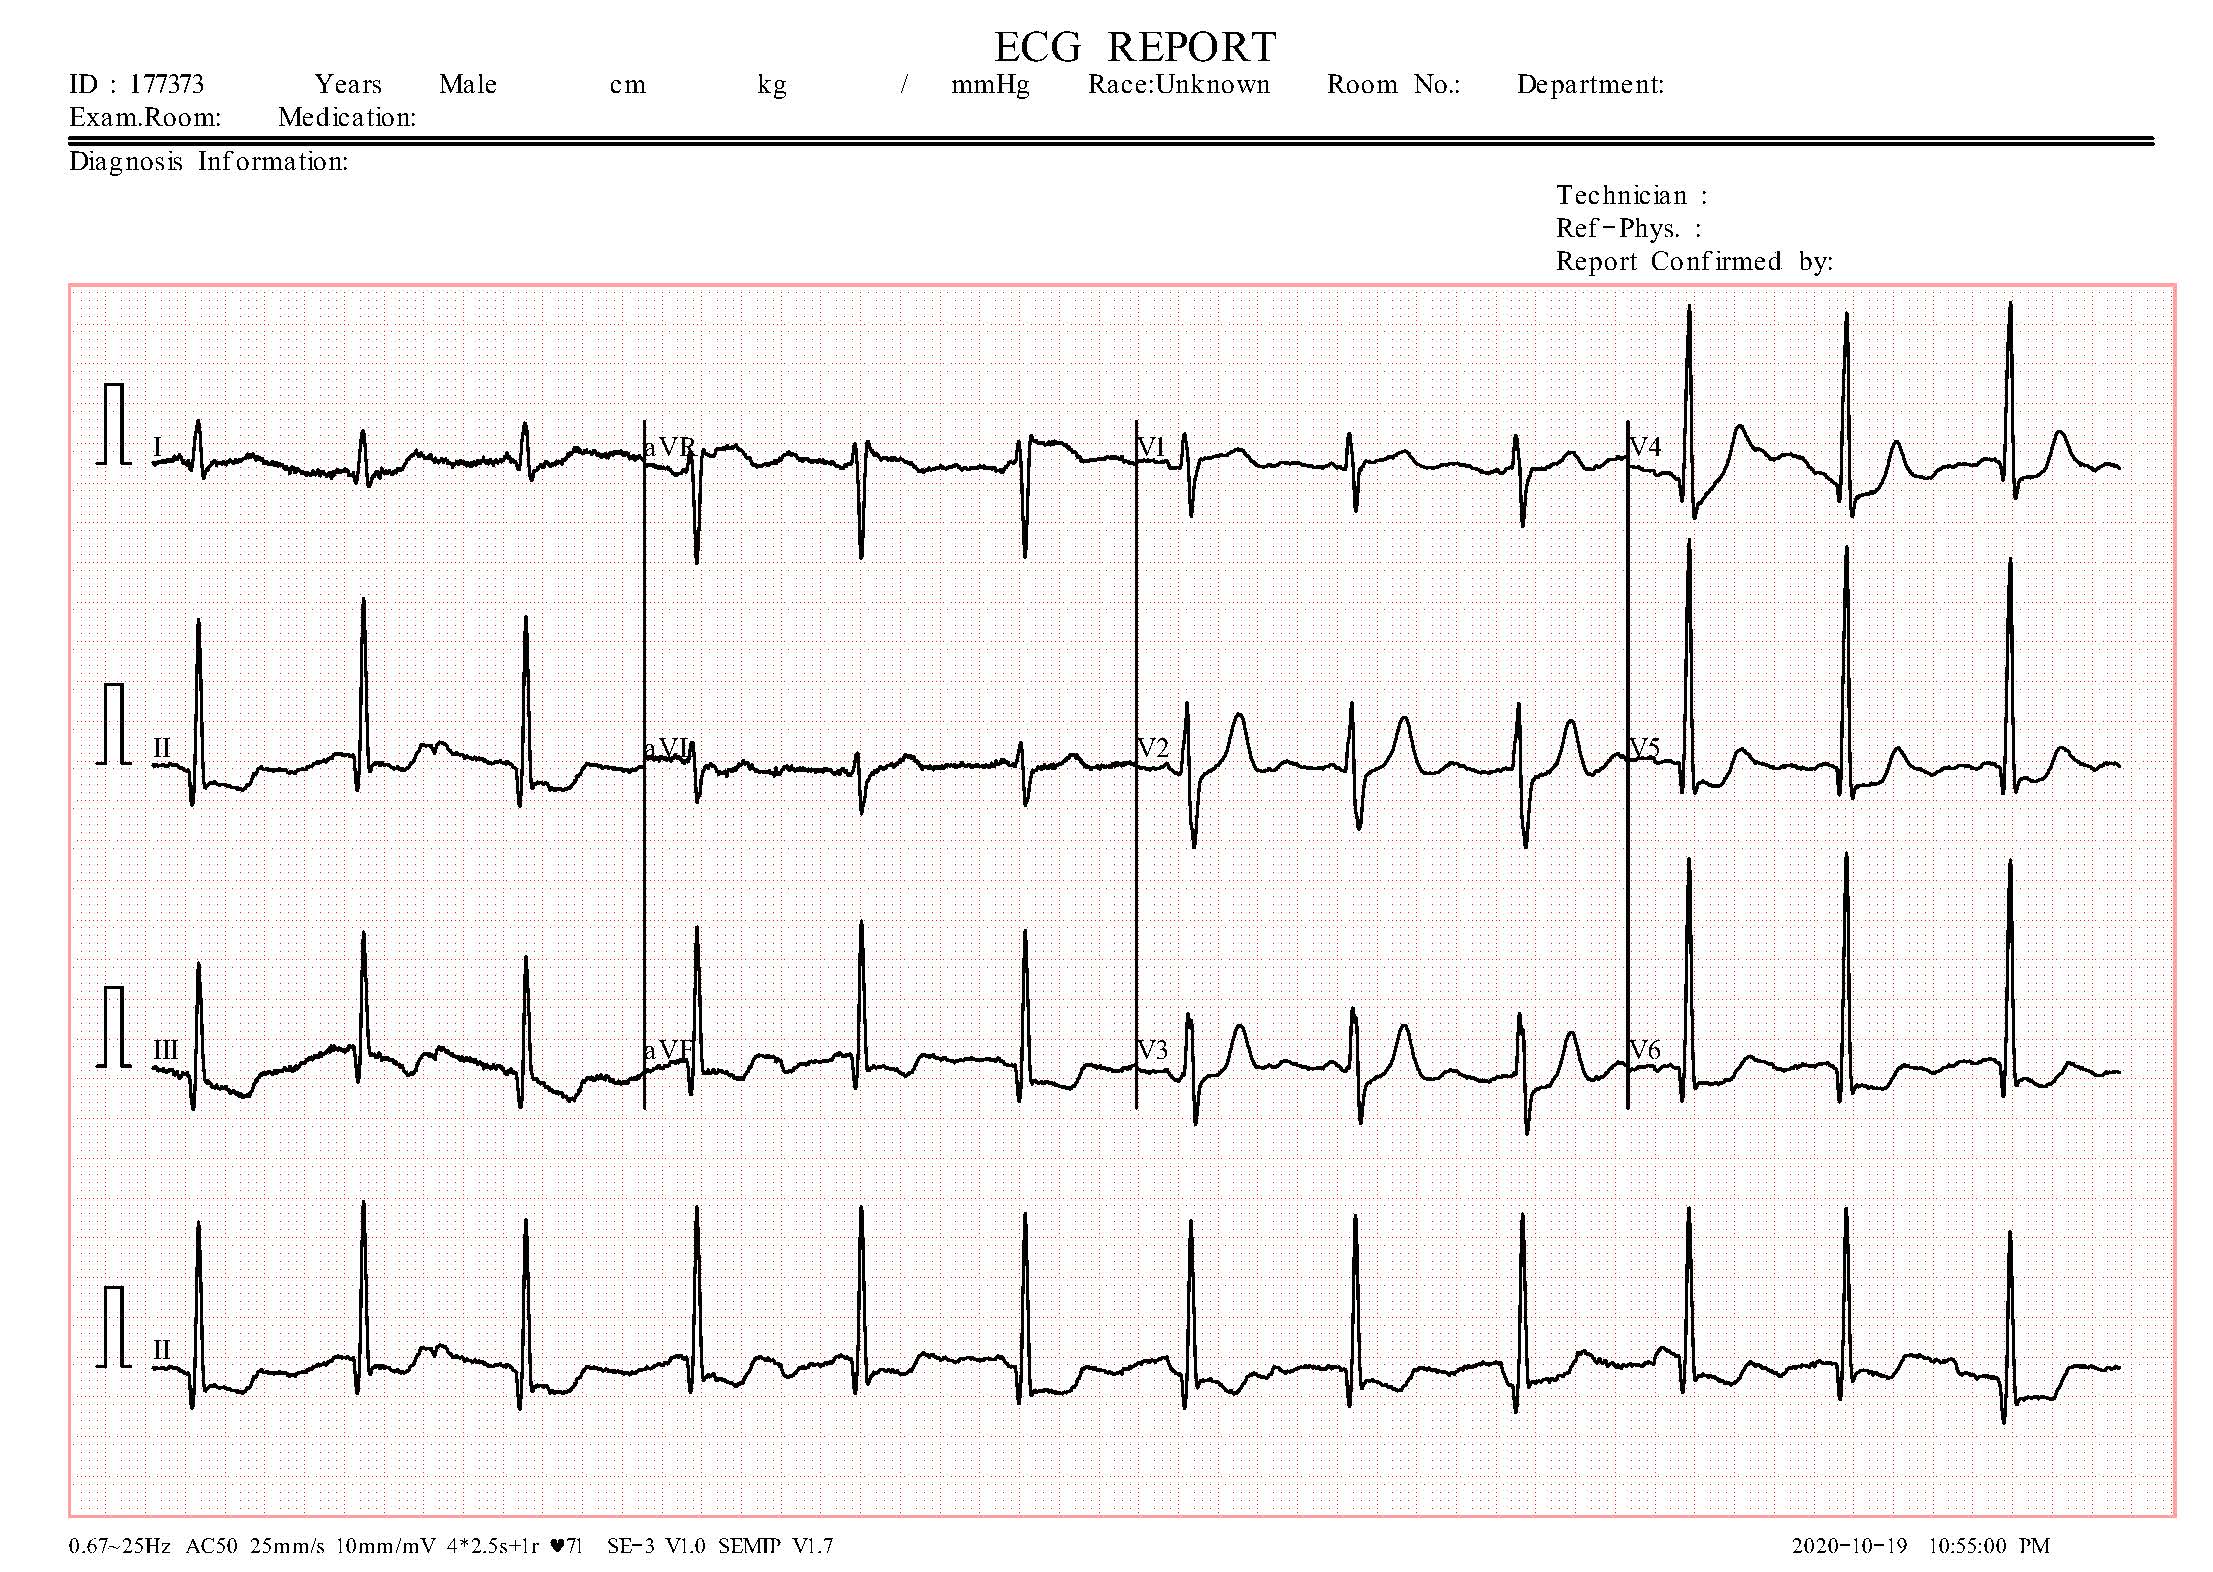 ECG REPORT
ID : 177373 Years Male cm kg / mmHg Race:Unknown Room No.: Department:
Exam.Room: Medication:
Diagnosis Information:
Technician :
Ref-Phys. :
Report Confirmed by:
I aVR V1 V4
II aVL V2 V5
III aVF V3 V6
II
0.67~25Hz AC50 25mm/s 10mm/mV 4*2.5s+1r ♥71 SE-3 V1.0 SEMIP V1.7 2020-10-19 10:55:00 PM